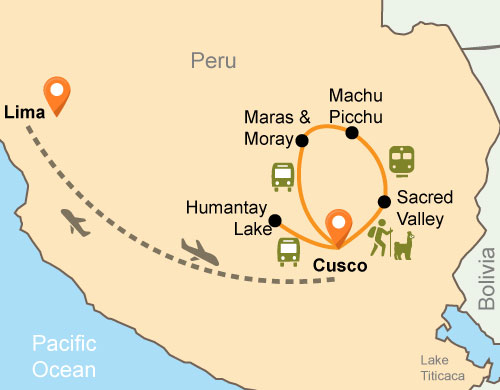 Peru
Lima
Maras &
Moray
Machu
Picchu
Humantay
Lake
Sacred
Valley
Cusco
Bolivia
Pacific
Ocean
Lake
Titicaca